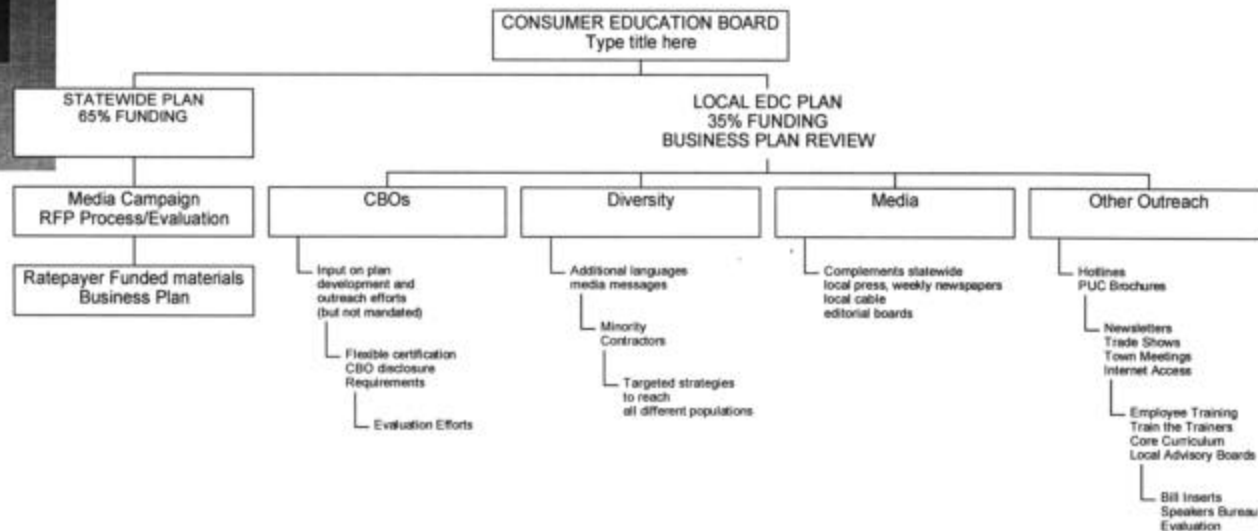 CONSUMER EDUCATION BOARD
Type title here
STATEWIDE PLAN
65% FUNDING
LOCAL EDC PLAN
35% FUNDING
BUSINESS PLAN REVIEW
Media Campaign
RFP Process/Evaluation
Ratepayer Funded materials
Business Plan
CBOs
Input on plan
development and
outreach efforts
(but not mandated)
Flexible certification
CBO disclosure
Requirements
Evaluation Efforts
Diversity
Additional languages
media messages
Minority
Contractors
Targeted strategies
to reach
all different populations
Media
Complements statewide
local press, weekly newspapers
local cable
editorial boards
Other Outreach
Hotlines
PUC Brochures
Newsletters
Trade Shows
Town Meetings
Internet Access
Employee Training
Train the Trainers
Core Curriculum
Local Advisory Boards
Bill Inserts
Speakers Bureau
Evaluation